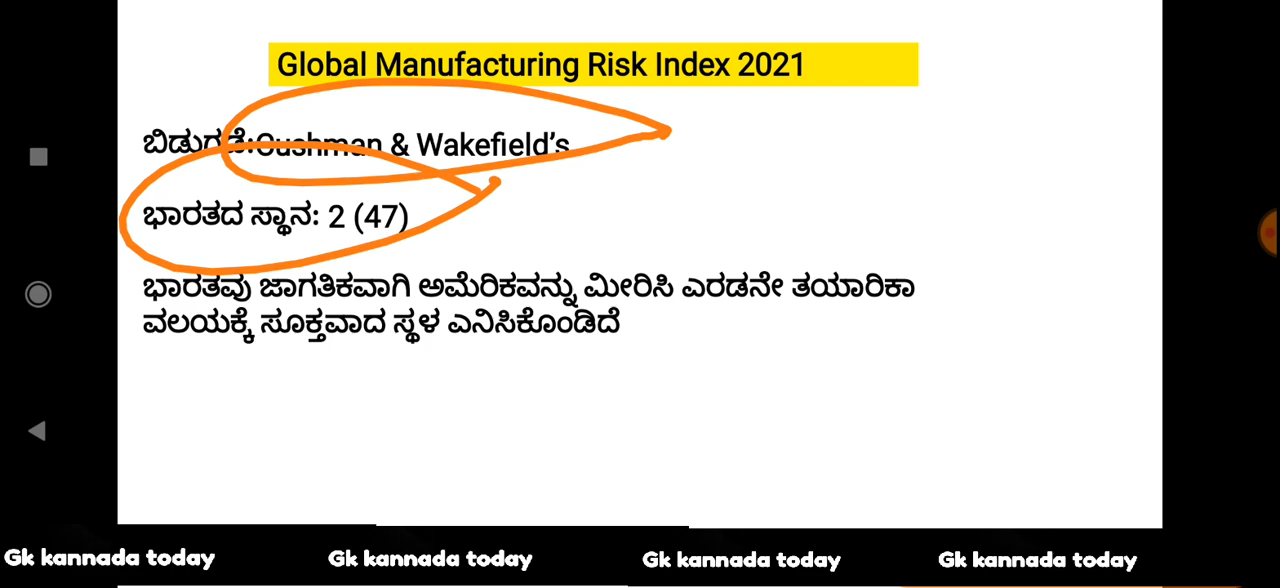 Global Manufacturing Risk Index 2021
ಬಿಡುಗಡೆ:Cushman & Wakefield’s
ಭಾರತದ ಸ್ಥಾನ: 2 (47)
ಭಾರತವು ಜಾಗತಿಕವಾಗಿ ಅಮೆರಿಕವನ್ನು ಮೀರಿಸಿ ಎರಡನೇ ತಯಾರಿಕಾ
ವಲಯಕ್ಕೆ ಸೂಕ್ತವಾದ ಸ್ಥಳ ಎನಿಸಿಕೊಂಡಿದೆ
Gk kannada today Gk kannada today Gk kannada today Gk kannada today